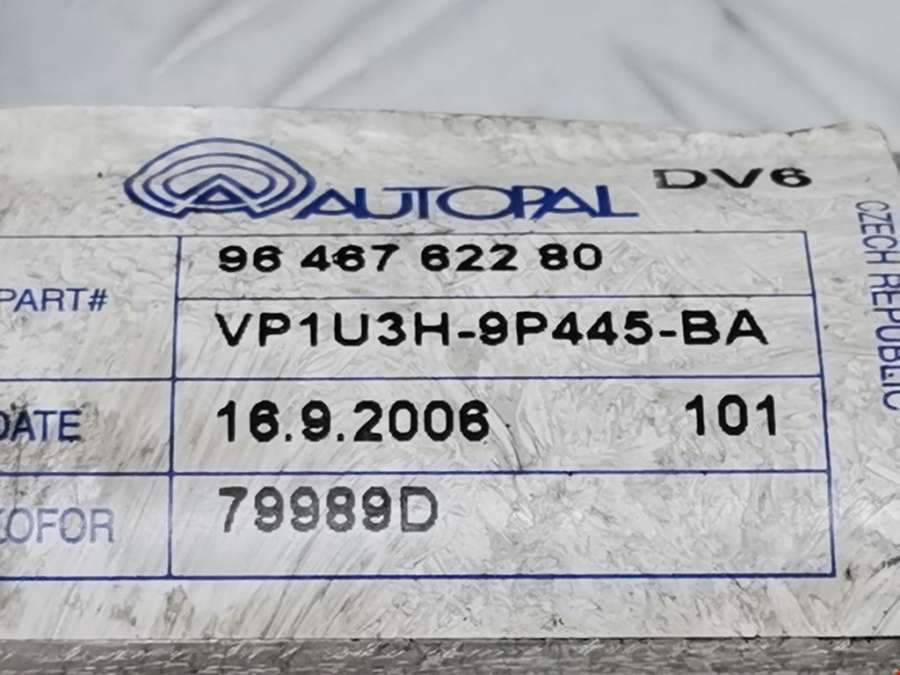 AUTOPAL DV6
96 467 622 80
PART#
VP1U3H-9P445-BA
DATE 16.9.2006 101
79989D
CZECH REPUBLIC